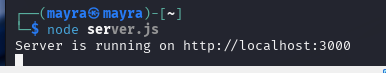 ┌──(mayra㉿mayra)-[~]
└─$ node server.js
Server is running on http://localhost:3000